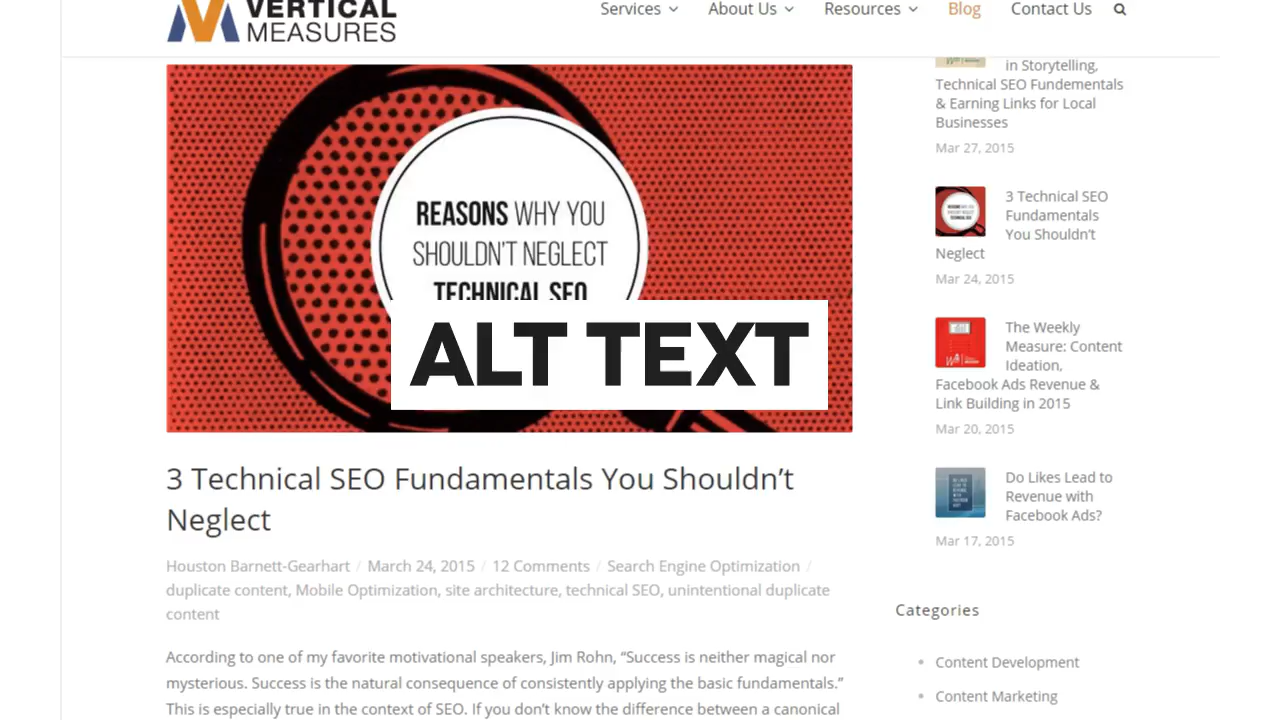 VERTICAL
MEASURES
Services
About Us
Resources
Blog
Contact Us
REASONS WHY YOU
SHOULDN'T NEGLECT
TECHNICAL SEO
ALT TEXT
3 Technical SEO Fundamentals You Shouldn’t
Neglect
Houston Barnett-Gearhart / March 24, 2015 / 12 Comments / Search Engine Optimization /
duplicate content, Mobile Optimization, site architecture, technical SEO, unintentional duplicate
content
According to one of my favorite motivational speakers, Jim Rohn, “Success is neither magical nor
mysterious. Success is the natural consequence of consistently applying the basic fundamentals.”
This is especially true in the context of SEO. If you don’t know the difference between a canonical
in Storytelling,
Technical SEO Fundementals
& Earning Links for Local
Businesses
Mar 27, 2015
3 Technical SEO
Fundamentals
You Shouldn’t
Neglect
Mar 24, 2015
The Weekly
Measure: Content
Ideation,
Facebook Ads Revenue &
Link Building in 2015
Mar 20, 2015
Do Likes Lead to
Revenue with
Facebook Ads?
Mar 17, 2015
Categories
Content Development
Content Marketing